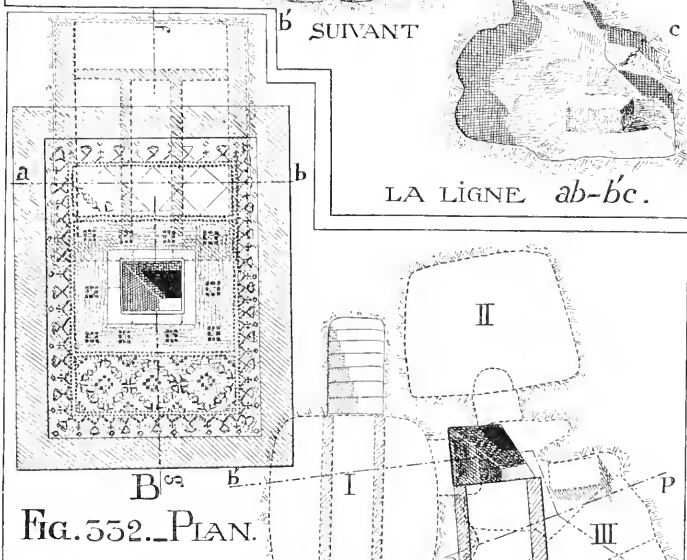 b'
SUIVANT
c
a
b
LA LIGNE ab-b'c.
II
b'
B
I
P
FIG. 332._PLAN.
III